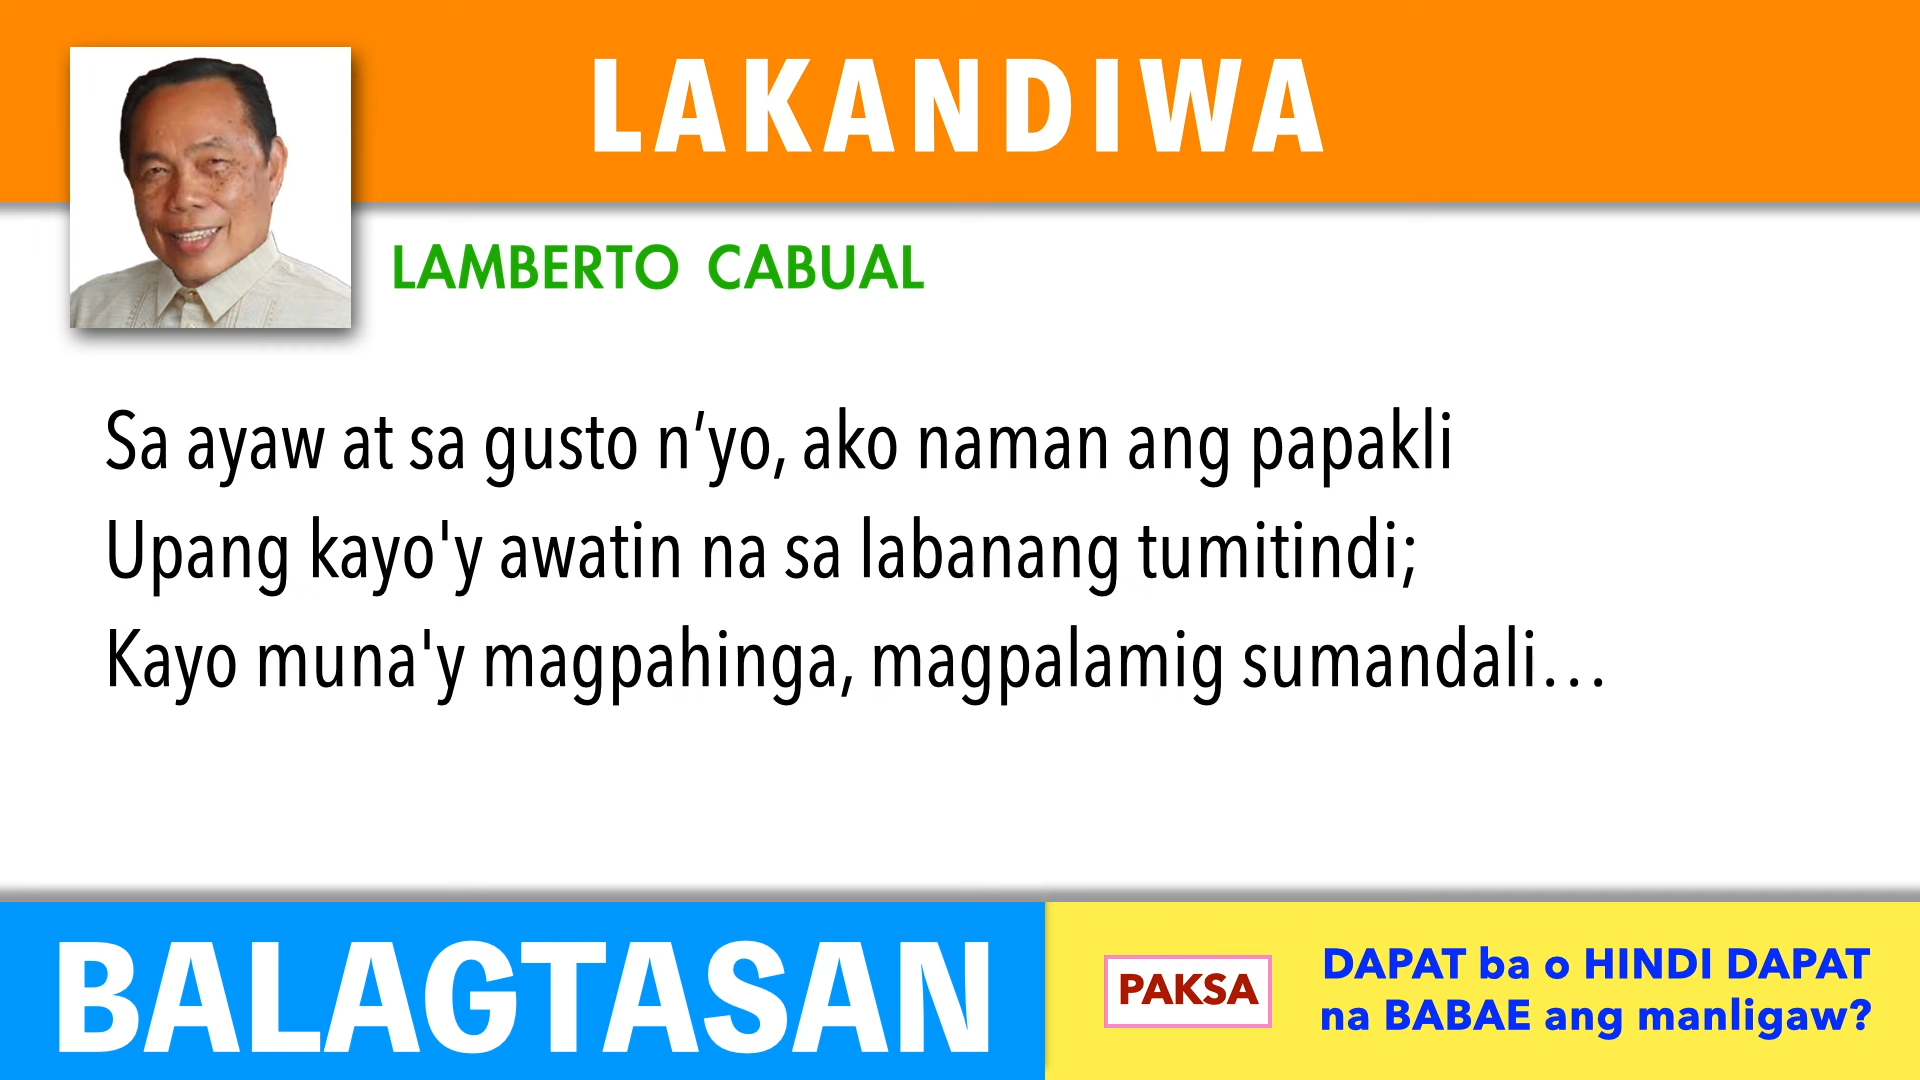 LAKANDIWA
LAMBERTO CABUAL
Sa ayaw at sa gusto n‘yo, ako naman ang papakli
Upang kayo'y awatin na sa labanang tumitindi;
Kayo muna'y magpahinga, magpalamig sumandali…
BALAGTASAN
PAKSA
DAPAT ba o HINDI DAPAT
na BABAE ang manligaw?